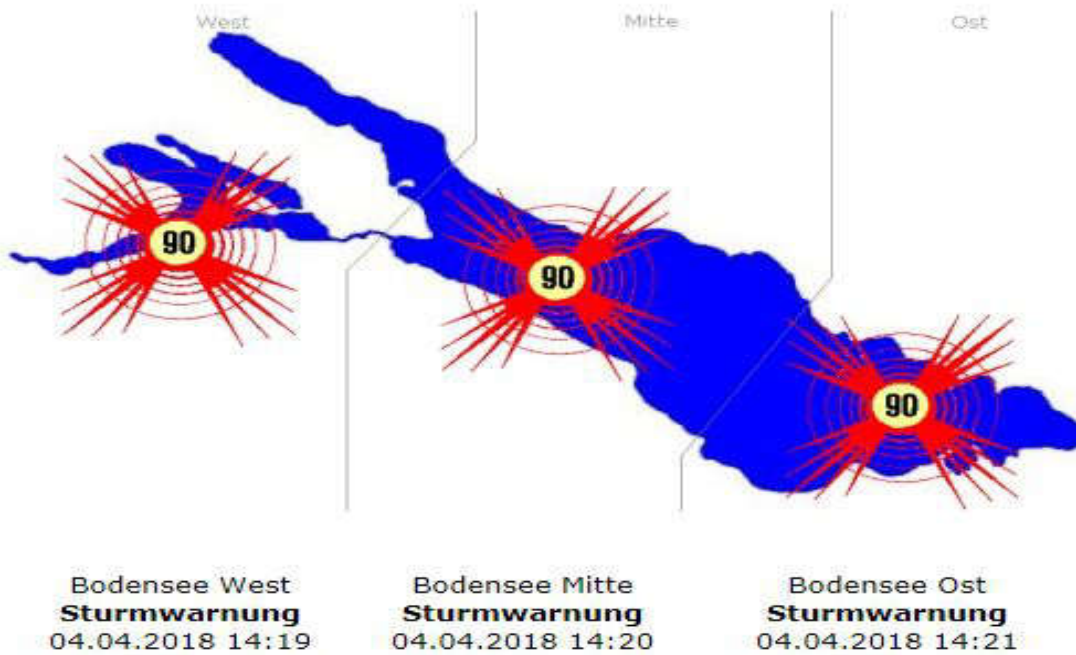 West
Mitte
Ost
90
90
90
Bodensee West
Sturmwarnung
04.04.2018 14:19
Bodensee Mitte
Sturmwarnung
04.04.2018 14:20
Bodensee Ost
Sturmwarnung
04.04.2018 14:21